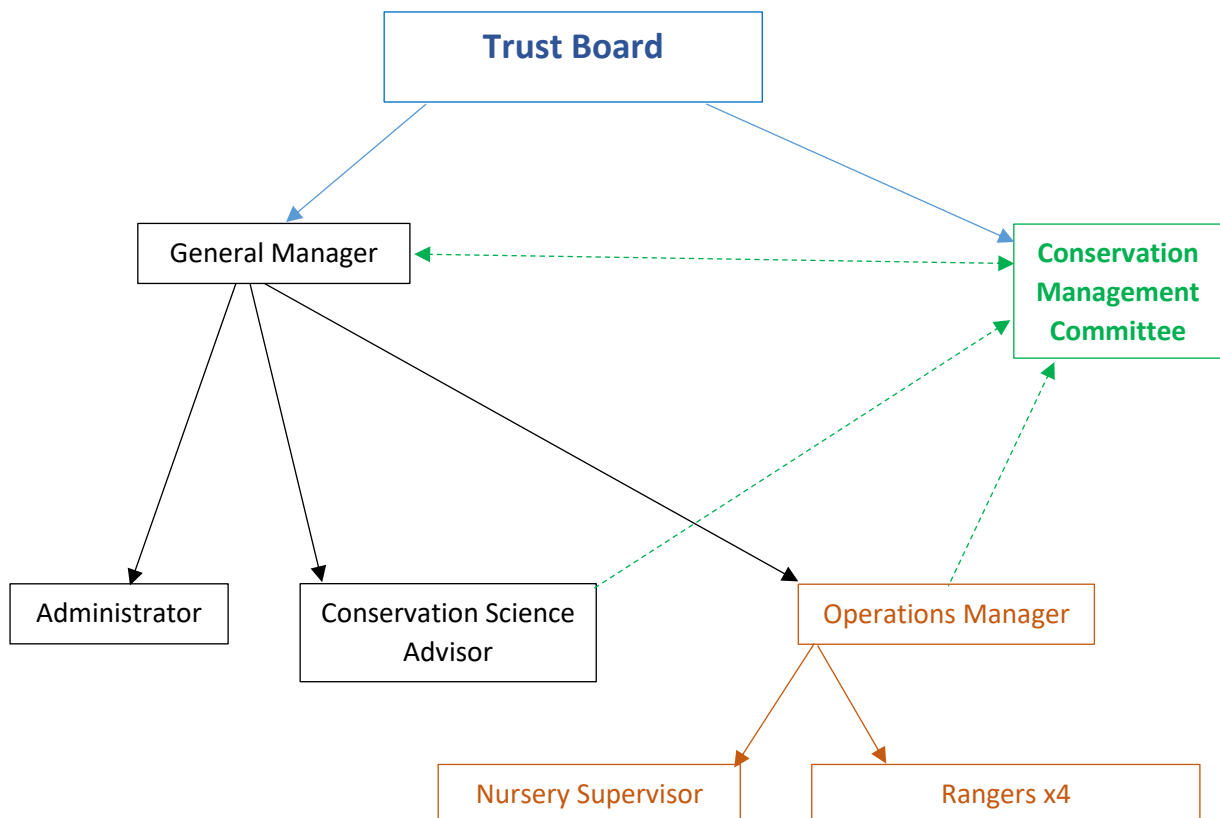 Trust Board
General Manager
Conservation
Management
Committee
Administrator
Conservation Science
Advisor
Operations Manager
Nursery Supervisor
Rangers x4